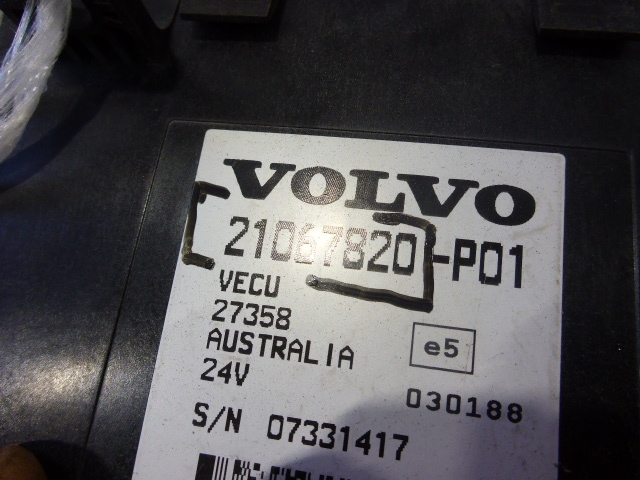 VOLVO
21067820-P01
VECU
27358
AUSTRALIA
24V
e5
030188
S/N 07331417